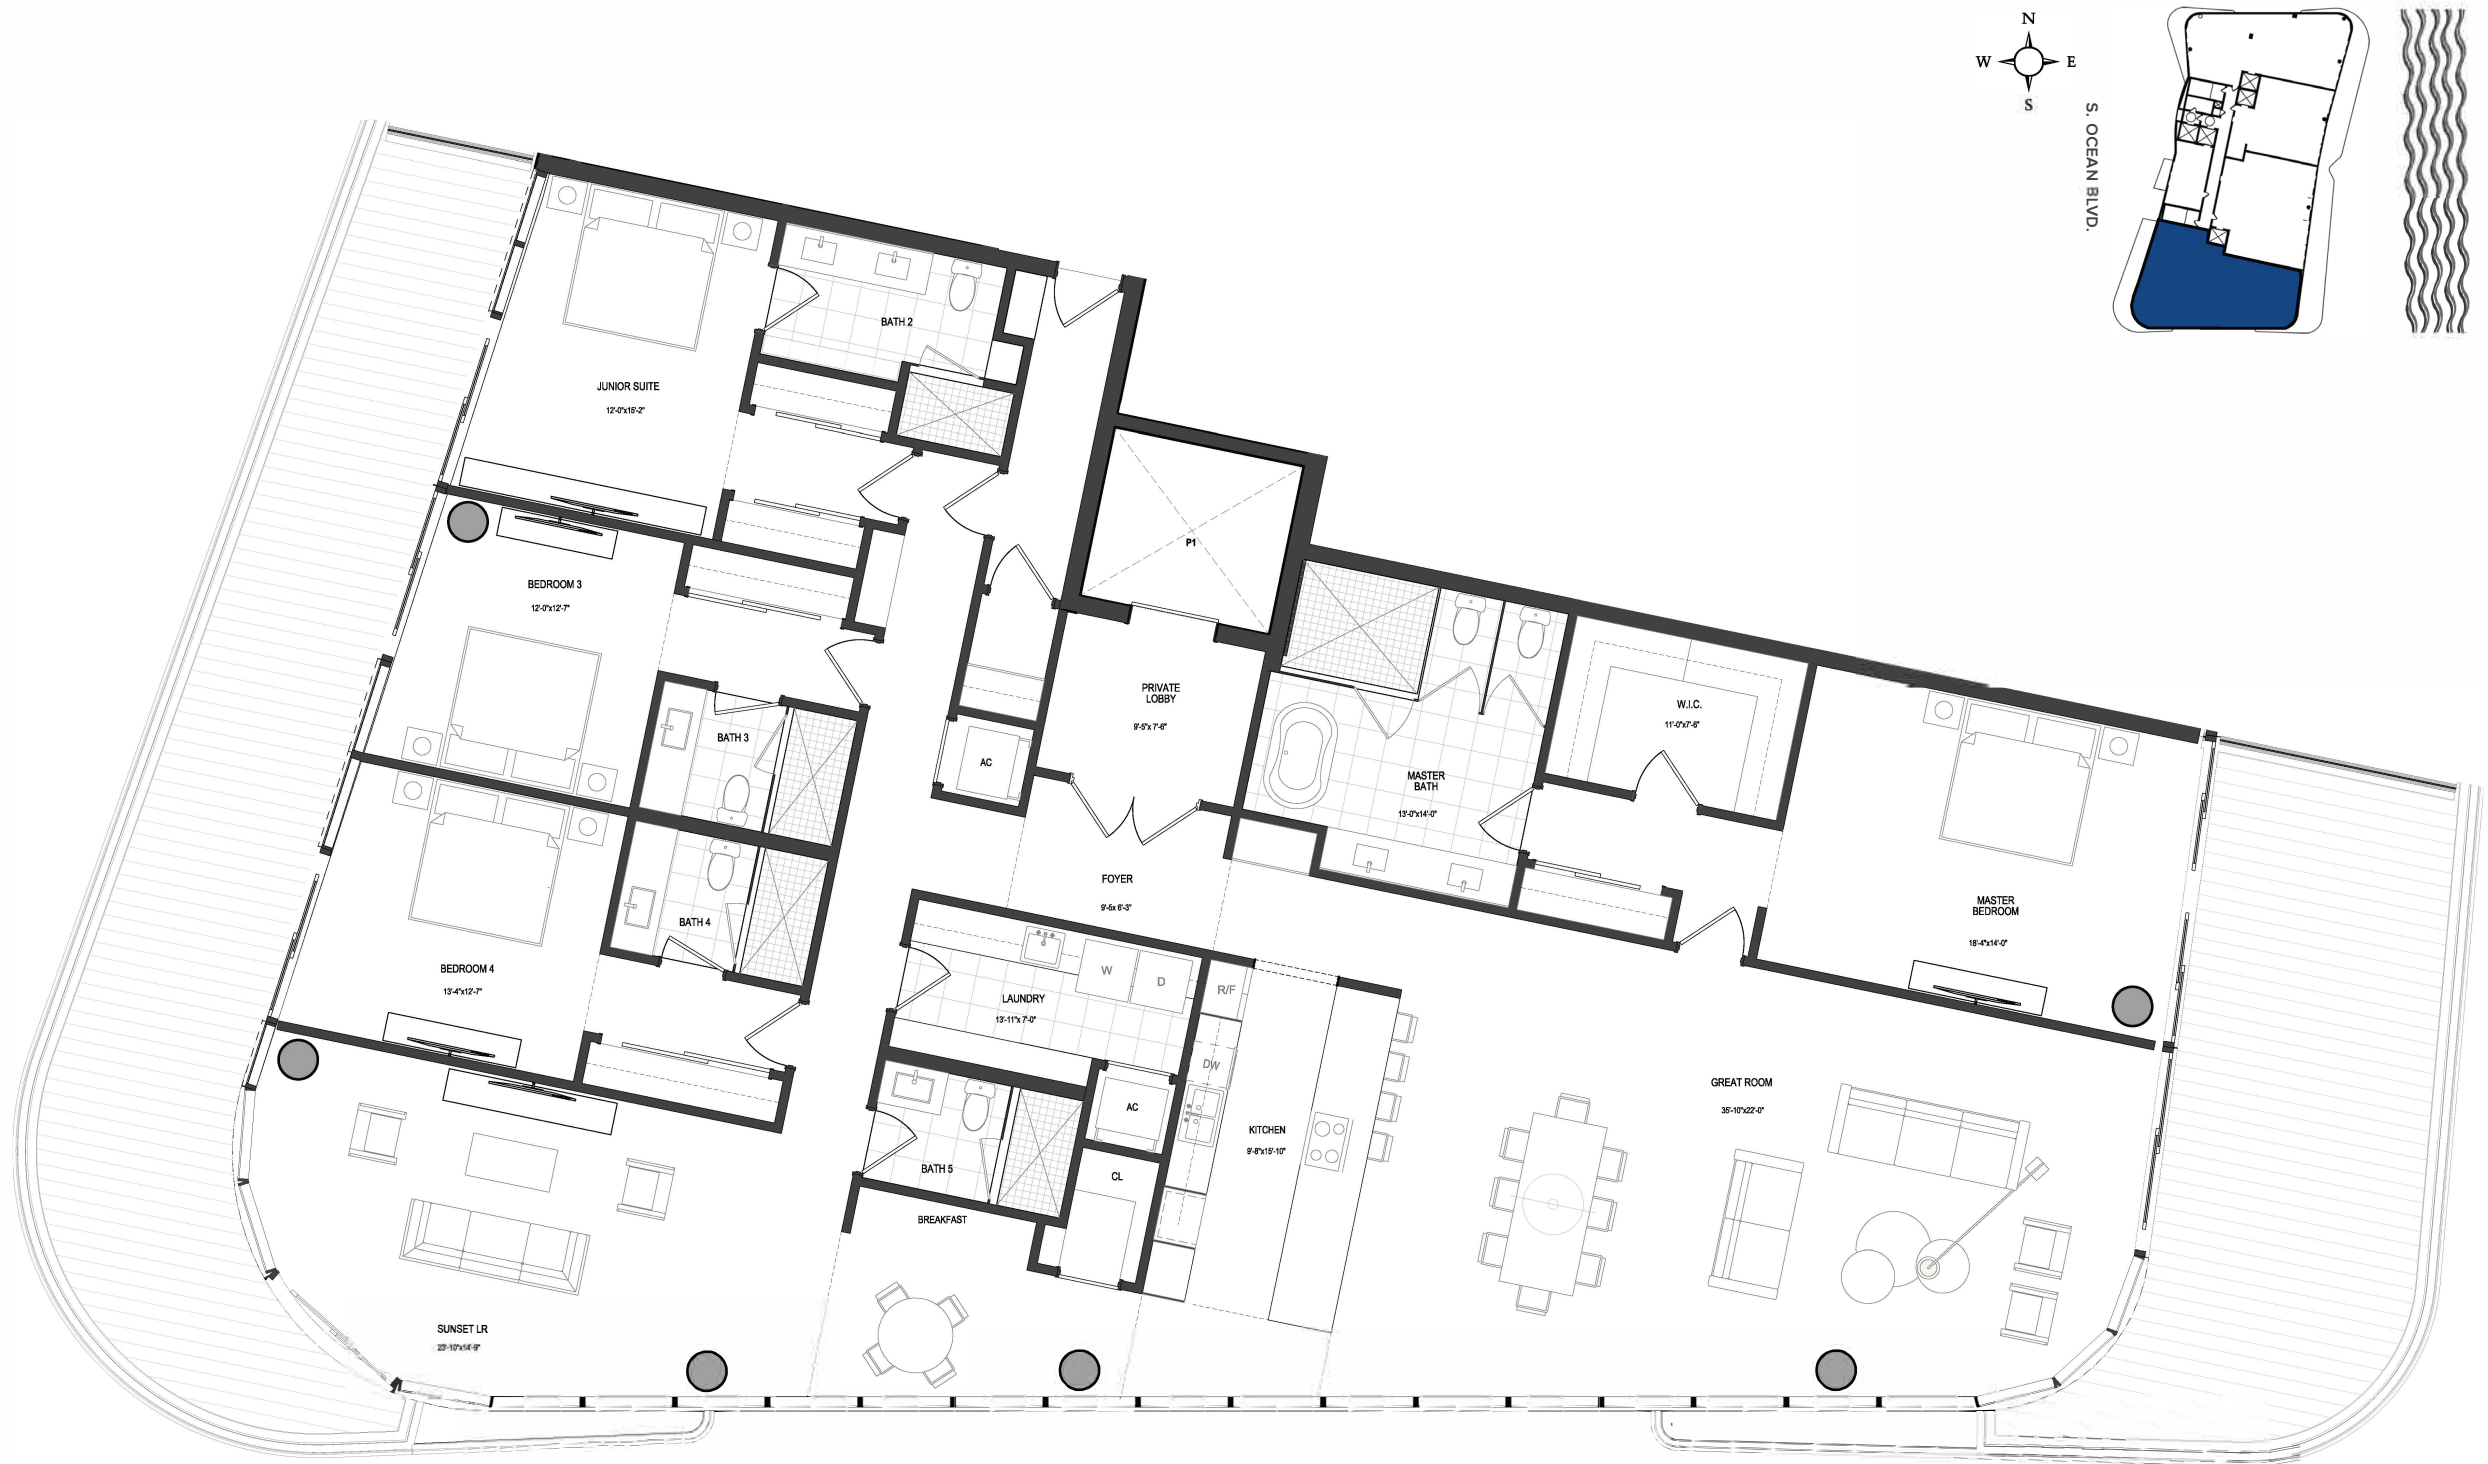 N
W
E
S
S. OCEAN BLVD.
BATH 2
JUNIOR SUITE
12'-0"x15'-2"
P1
BEDROOM 3
12'-0"x12'-7"
PRIVATE
LOBBY
9'-5"x 7'-6"
W.I.C.
11'-0"x7'-6"
BATH 3
AC
MASTER
BATH
13'-0"x14'-0"
FOYER
9'-5x 6'-3"
MASTER
BEDROOM
18'-4"x14'-0"
BATH 4
BEDROOM 4
13'-4"x12'-7"
W
D
R/F
LAUNDRY
13'-11"x 7'-0"
DW
GREAT ROOM
35'-10"x22'-0"
AC
KITCHEN
9'-8"x15'-10"
BATH 5
CL
BREAKFAST
SUNSET LR
23'-10"x14'-9"